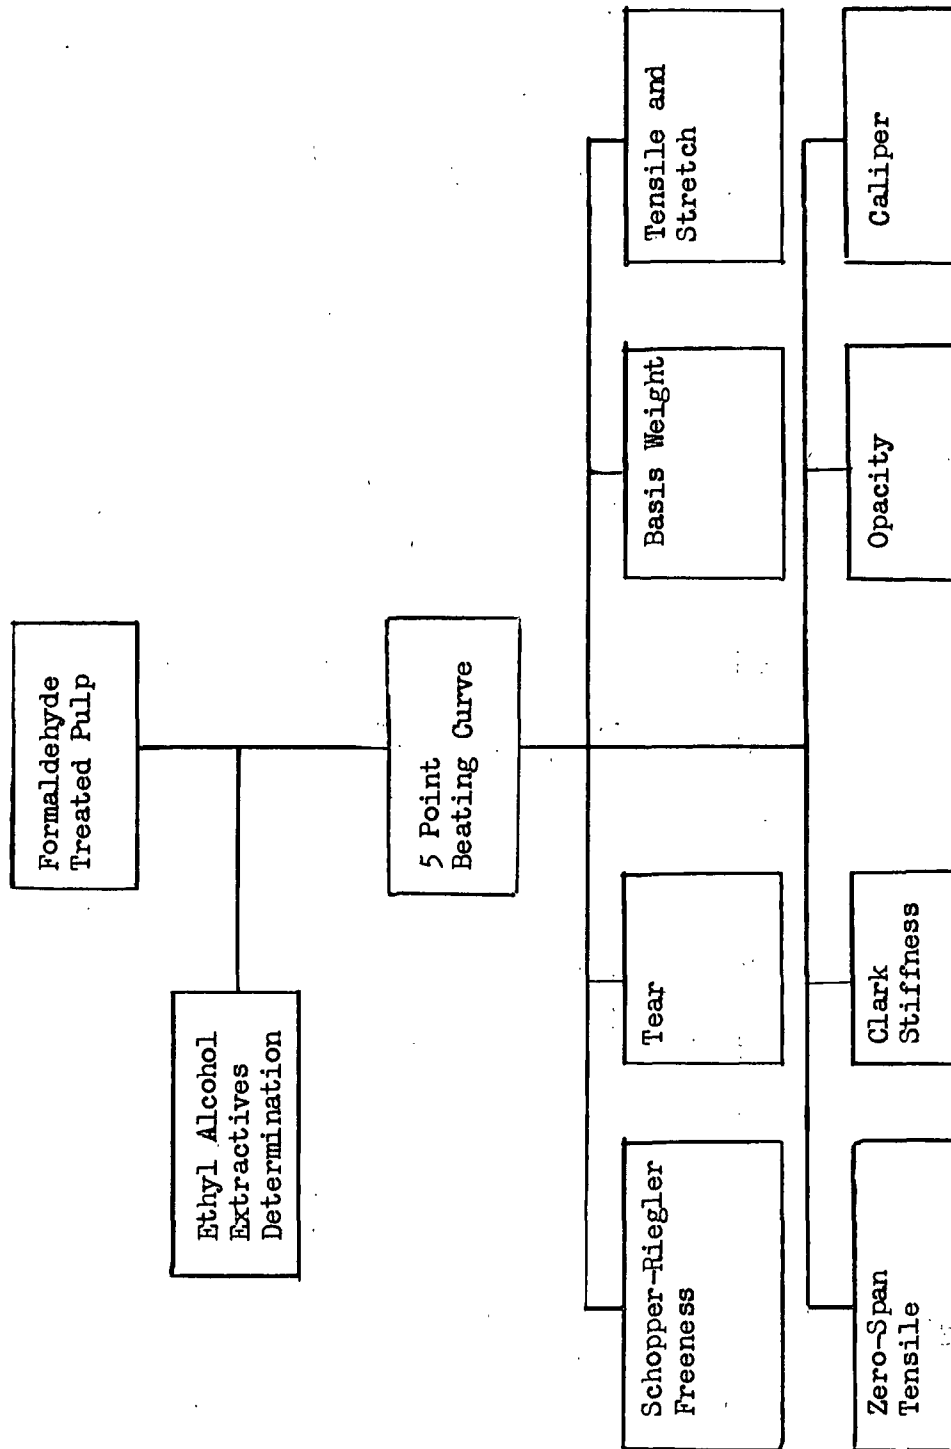 Formaldehyde
Treated Pulp
Ethyl Alcohol
Extractives
Determination
5 Point
Beating Curve
Schopper-Riegler
Freeness
Tear
Basis Weight
Tensile and
Stretch
Zero-Span
Tensile
Clark
Stiffness
Opacity
Caliper